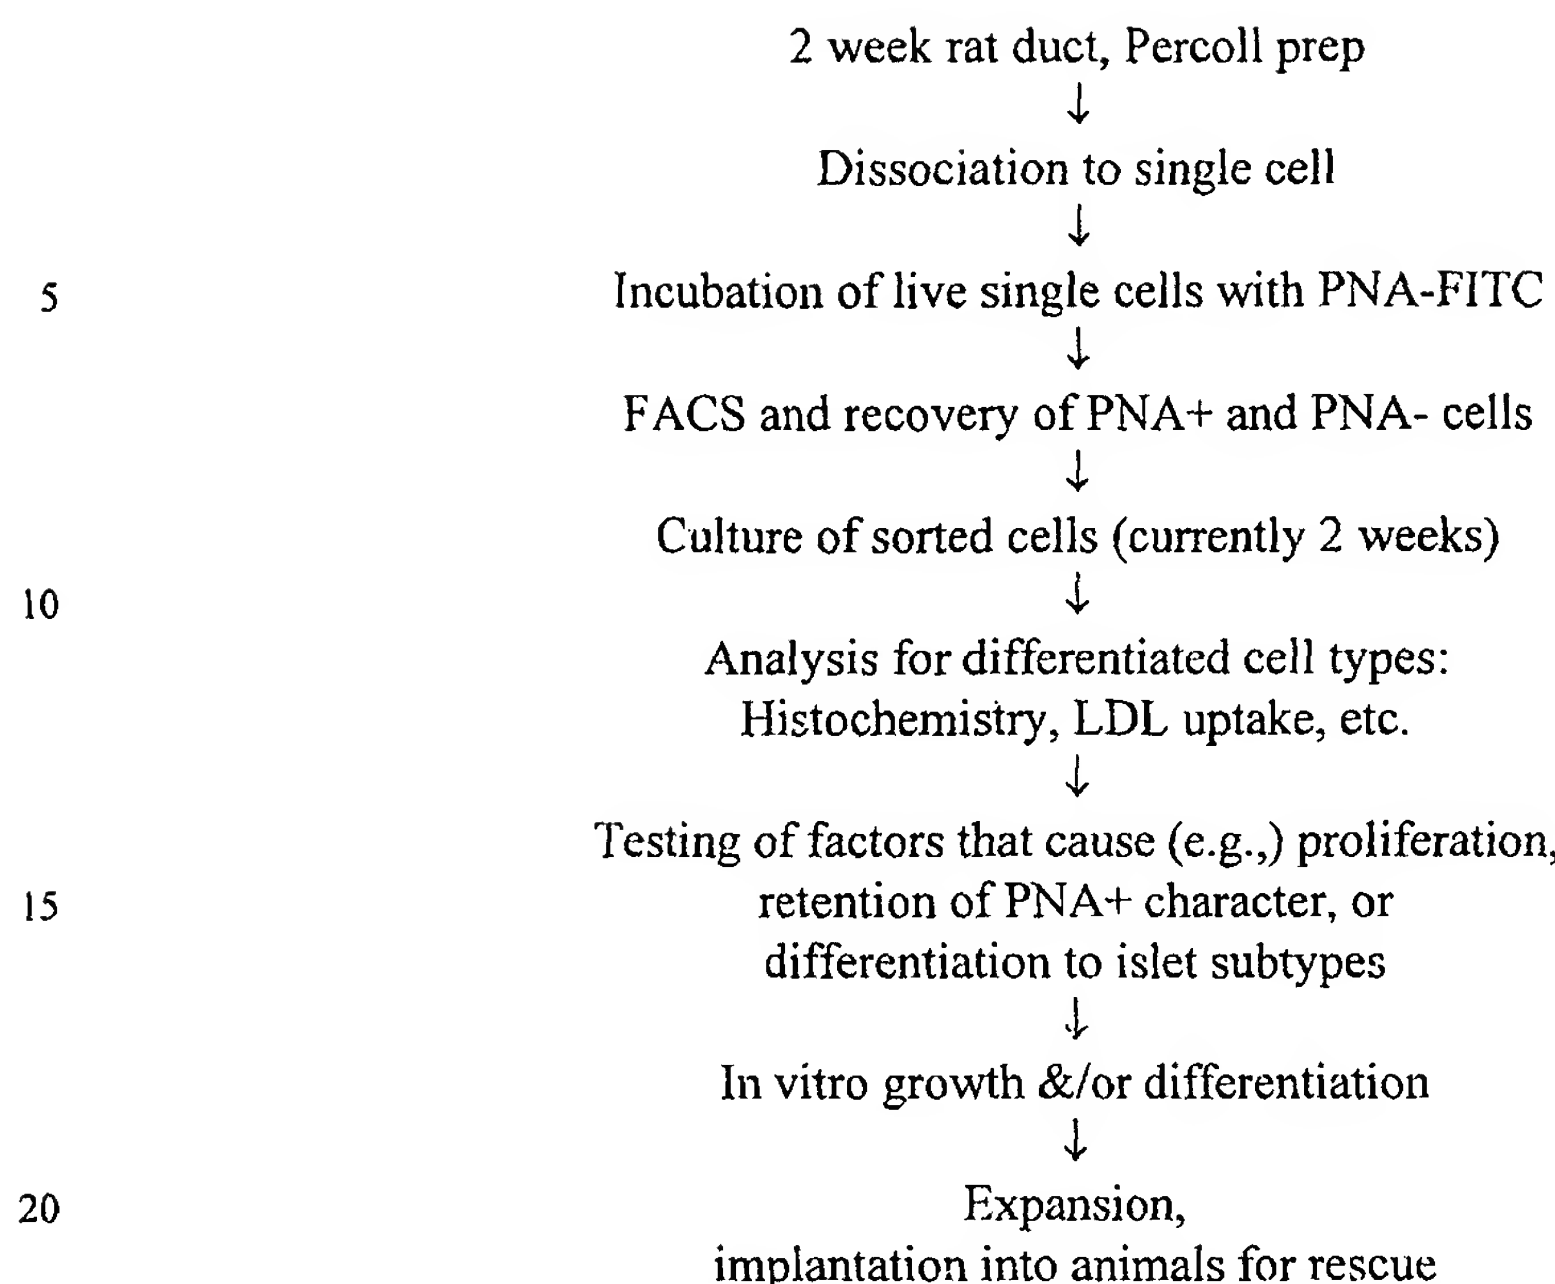 2 week rat duct, Percoll prep
↓
Dissociation to single cell
↓
5 Incubation of live single cells with PNA-FITC
↓
FACS and recovery of PNA+ and PNA- cells
↓
Culture of sorted cells (currently 2 weeks)
10 ↓
Analysis for differentiated cell types:
Histochemistry, LDL uptake, etc.
↓
Testing of factors that cause (e.g.,) proliferation,
15 retention of PNA+ character, or
differentiation to islet subtypes
↓
In vitro growth &/or differentiation
↓
20 Expansion,
implantation into animals for rescue